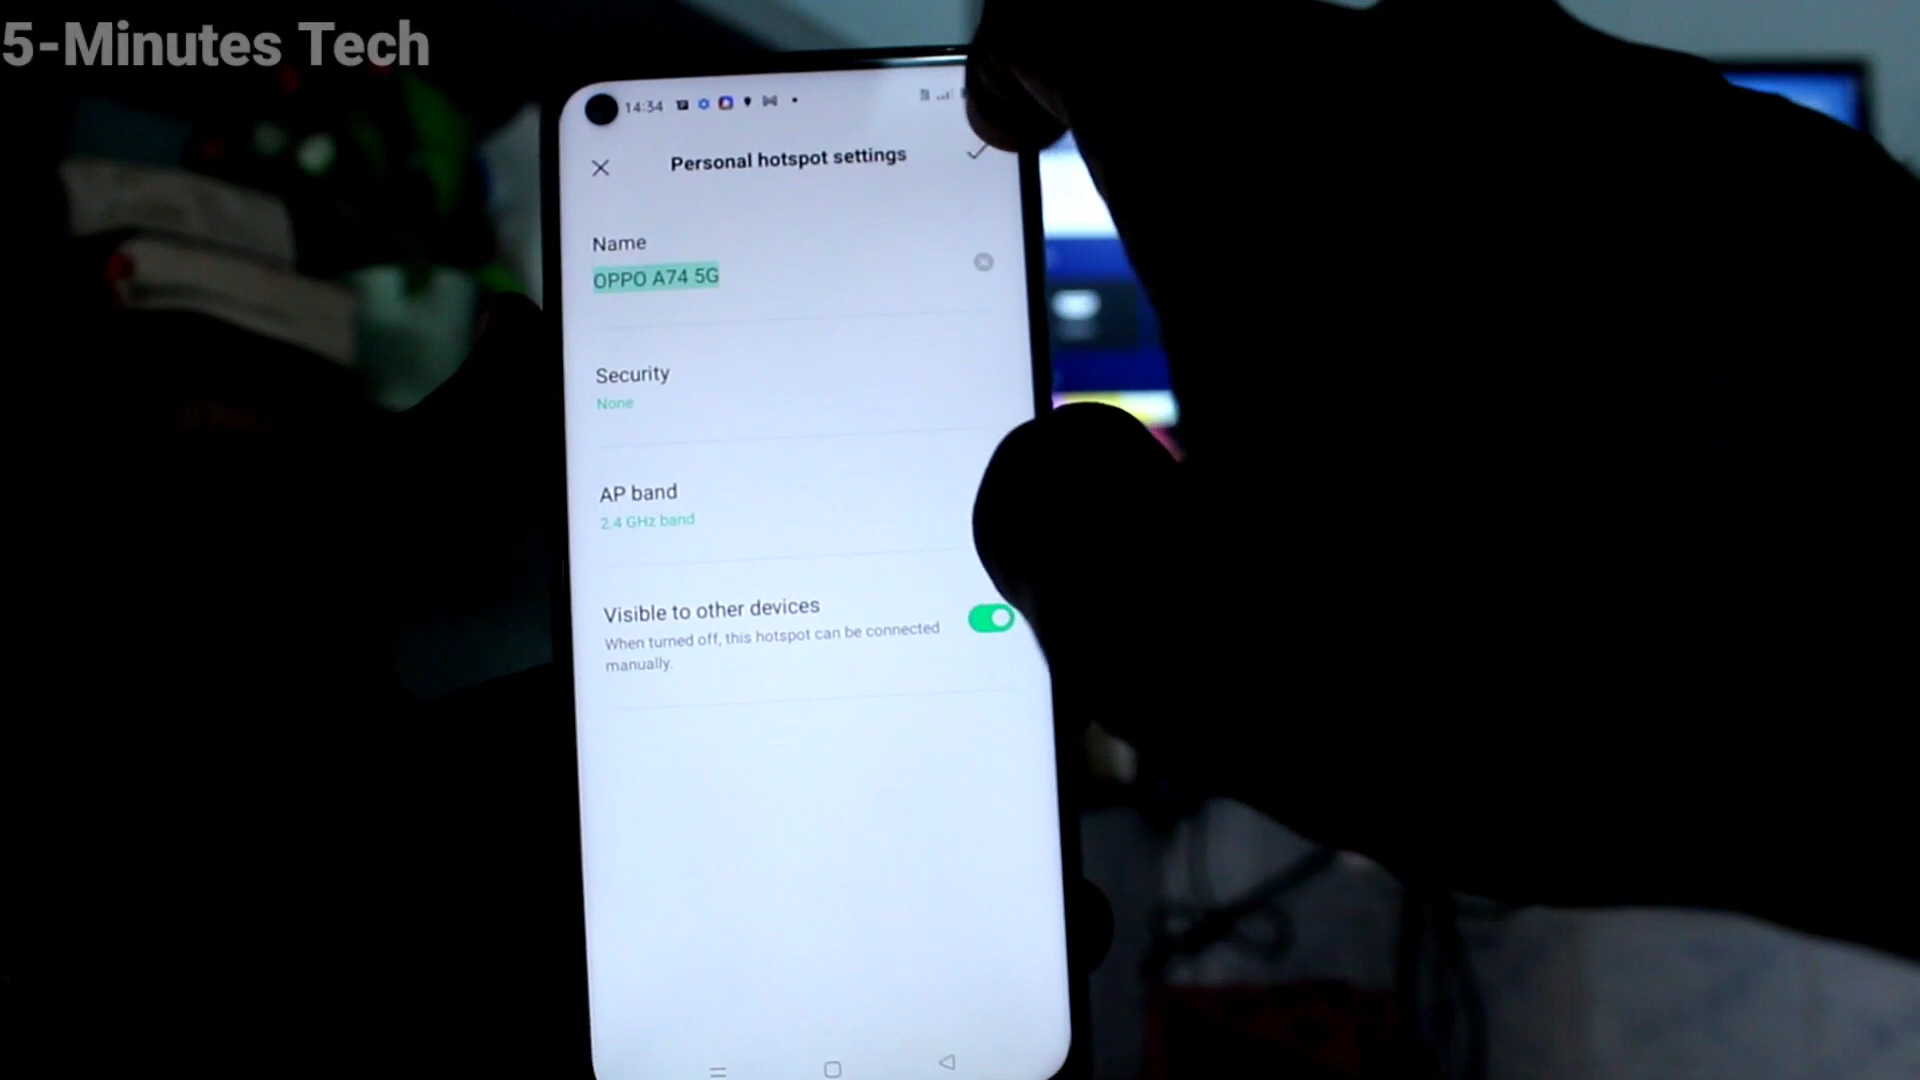 5-Minutes Tech
14:34
Personal hotspot settings
Name
OPPO A74 5G
Security
None
AP band
2.4 GHz band
Visible to other devices
When turned off, this hotspot can be connected
manually.